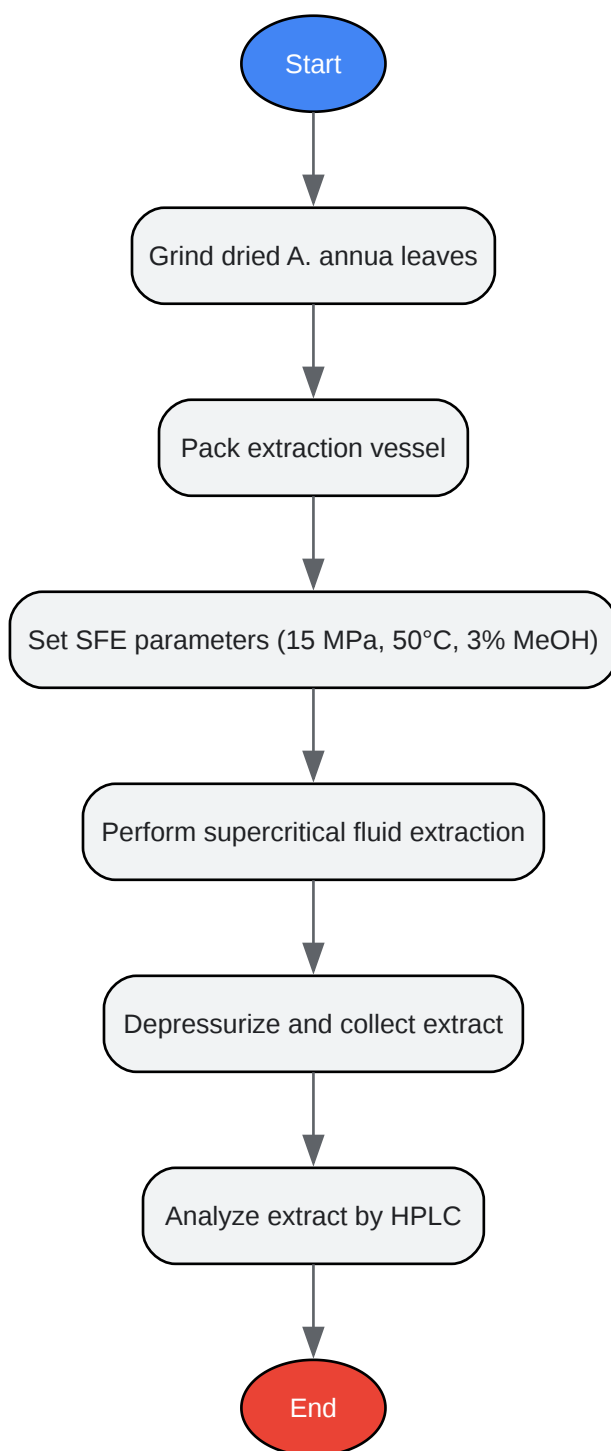 Start
Grind dried A. annua leaves
Pack extraction vessel
Set SFE parameters (15 MPa, 50°C, 3% MeOH)
Perform supercritical fluid extraction
Depressurize and collect extract
Analyze extract by HPLC
End